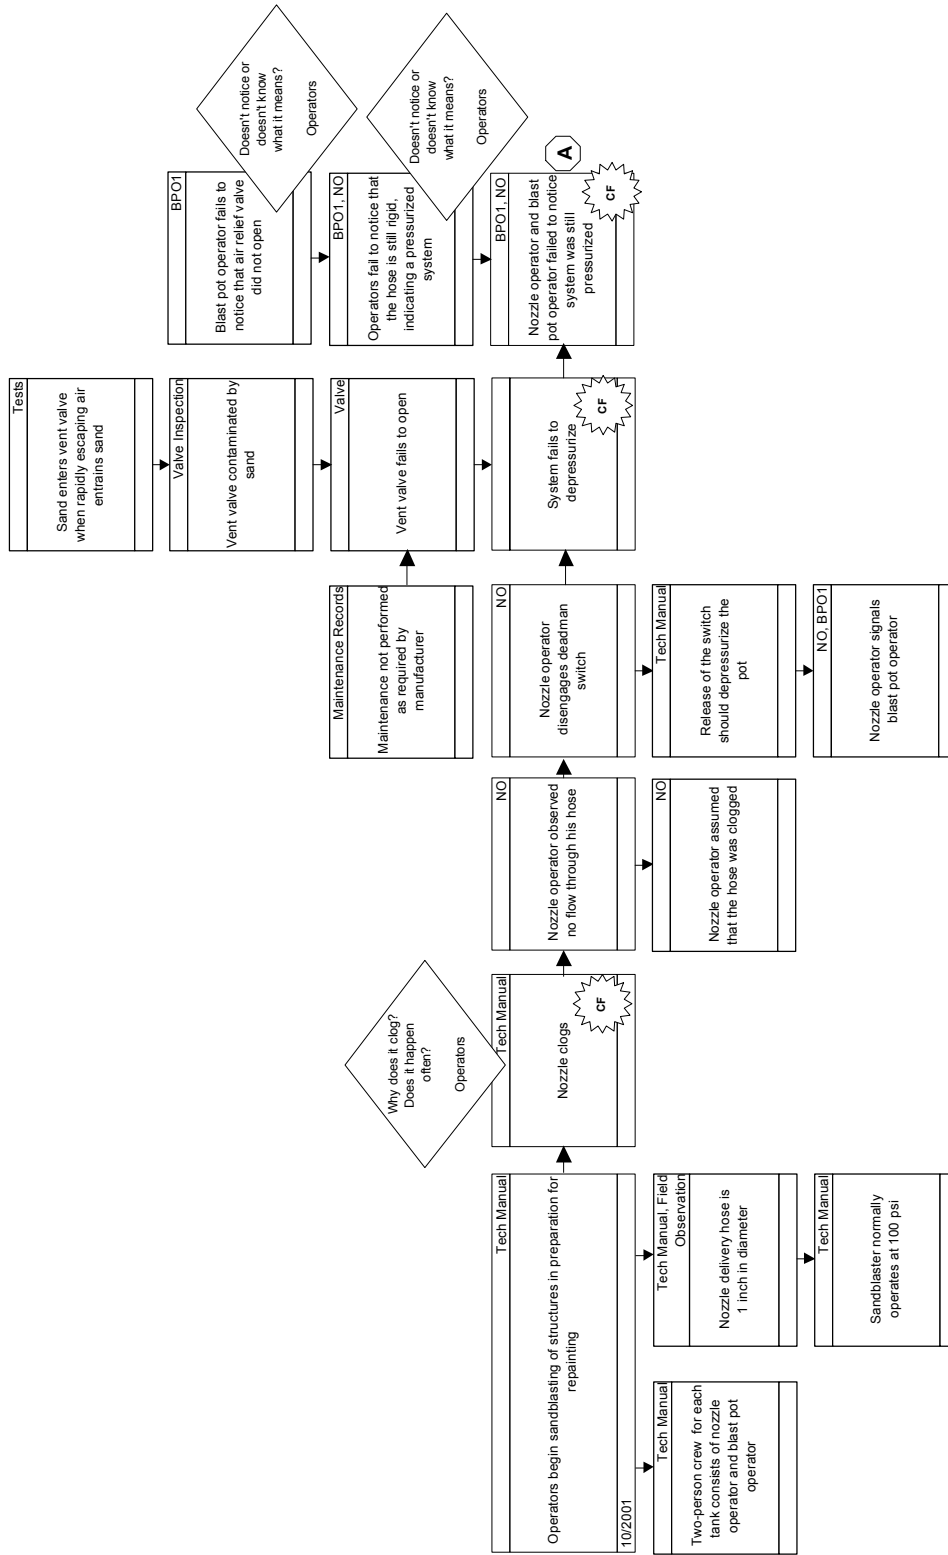 Tests
Sand enters vent valve
when rapidly escaping air
entrains sand
Valve Inspection
Vent valve contaminated by
sand
Maintenance Records
Maintenance not performed
as required by
manufacturer
Valve
Vent valve fails to open
BPO1
Blast pot operator fails to
notice that air relief valve
did not open
Doesn't notice or
doesn't know
what it means?
Operators
BPO1, NO
Operators fail to notice that
the hose is still rigid,
indicating a pressurized
system
Doesn't notice or
doesn't know
what it means?
Operators
Why does it clog?
Does it happen
often?
Operators
Tech Manual
Operators begin sandblasting of structures in preparation for
repainting
10/2001
Tech Manual
Nozzle clogs
CF
NO
Nozzle operator observed
no flow through his hose
NO
Nozzle operator
disengages deadman
switch
System fails to
depressurize
CF
BPO1, NO
Nozzle operator and blast
pot operator failed to notice
system was still
pressurized
CF
A
Tech Manual
Two-person crew for each
tank consists of nozzle
operator and blast pot
operator
Tech Manual, Field
Observation
Nozzle delivery hose is
1 inch in diameter
NO
Nozzle operator assumed
that the hose was clogged
Tech Manual
Release of the switch
should depressurize the
pot
Tech Manual
Sandblaster normally
operates at 100 psi
NO, BPO1
Nozzle operator signals
blast pot operator